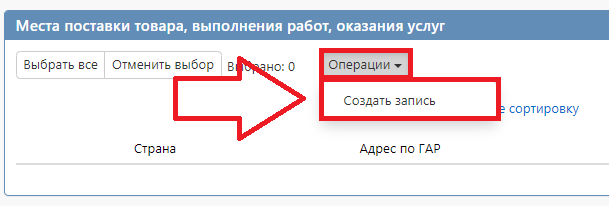 Места поставки товара, выполнения работ, оказания услуг
Выбрать все Отменить выбор Выбрано: 0 Операции
Создать запись
сортировку
Страна Адрес по ГАР